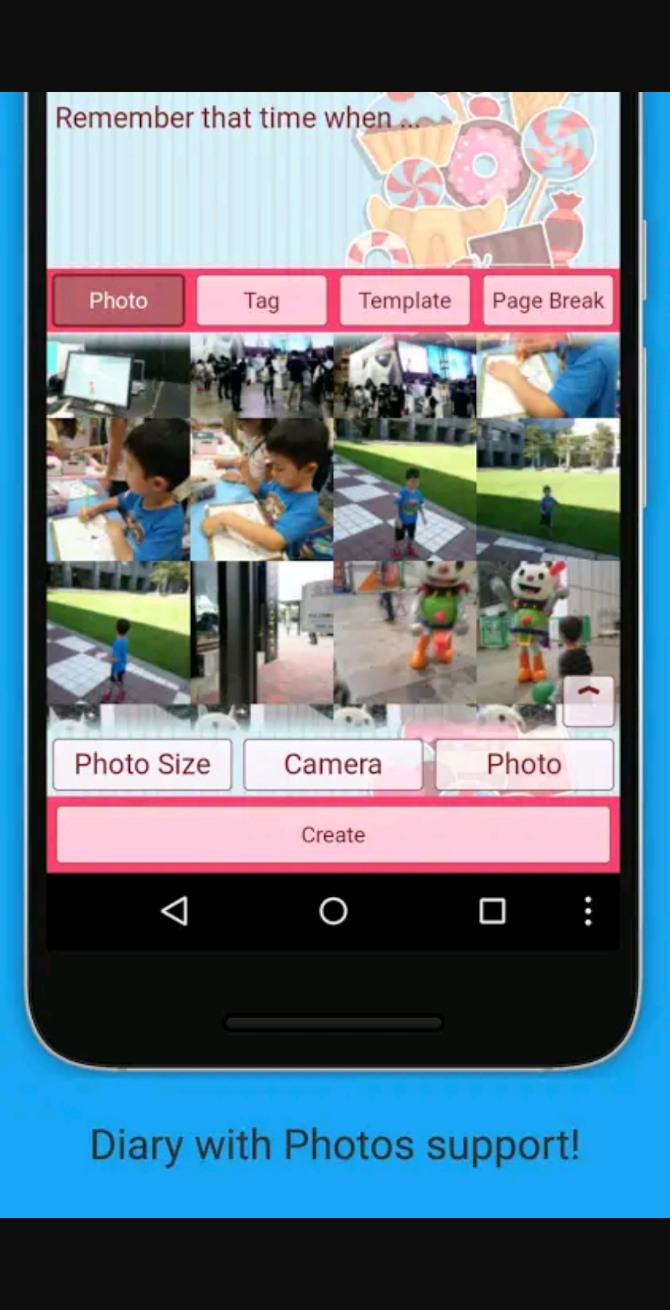 Remember that time when ...
Photo
Tag
Template
Page Break
Photo Size
Camera
Photo
Create
Diary with Photos support!